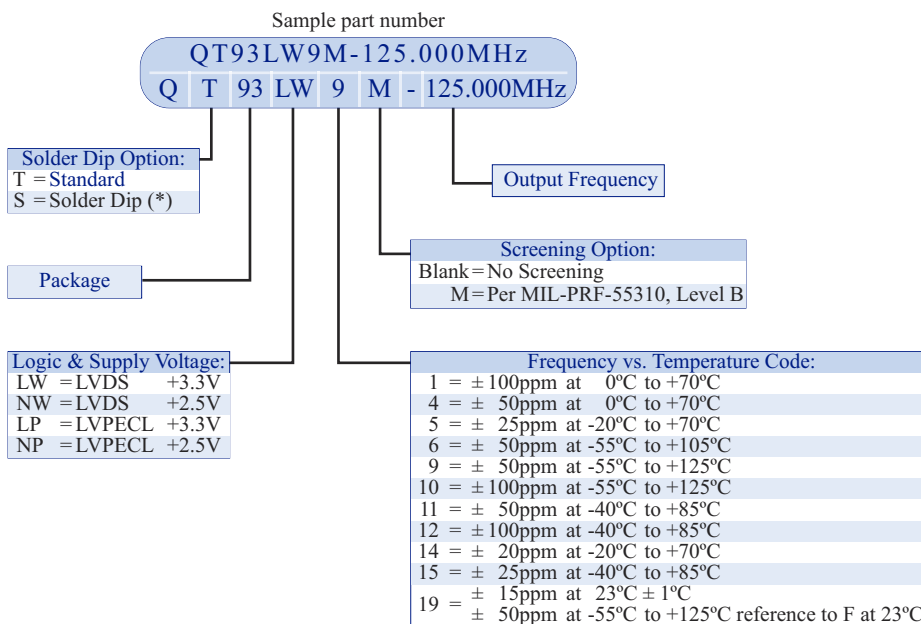 Sample part number
QT93LW9M-125.000MHz
Q T 93 LW 9 M - 125.000MHz
Solder Dip Option:
T = Standard
S = Solder Dip (*)
Output Frequency
Package
Screening Option:
Blank = No Screening
M = Per MIL-PRF-55310, Level B
Logic & Supply Voltage:
LW = LVDS +3.3V
NW = LVDS +2.5V
LP = LVPECL +3.3V
NP = LVPECL +2.5V
Frequency vs. Temperature Code:
1 = ± 100ppm at 0ºC to +70ºC
4 = ± 50ppm at 0ºC to +70ºC
5 = ± 25ppm at -20ºC to +70ºC
6 = ± 50ppm at -55ºC to +105ºC
9 = ± 50ppm at -55ºC to +125ºC
10 = ± 100ppm at -55ºC to +125ºC
11 = ± 50ppm at -40ºC to +85ºC
12 = ± 100ppm at -40ºC to +85ºC
14 = ± 20ppm at -20ºC to +70ºC
15 = ± 25ppm at -40ºC to +85ºC
19 = ± 15ppm at 23ºC ± 1ºC
± 50ppm at -55ºC to +125ºC reference to F at 23ºC